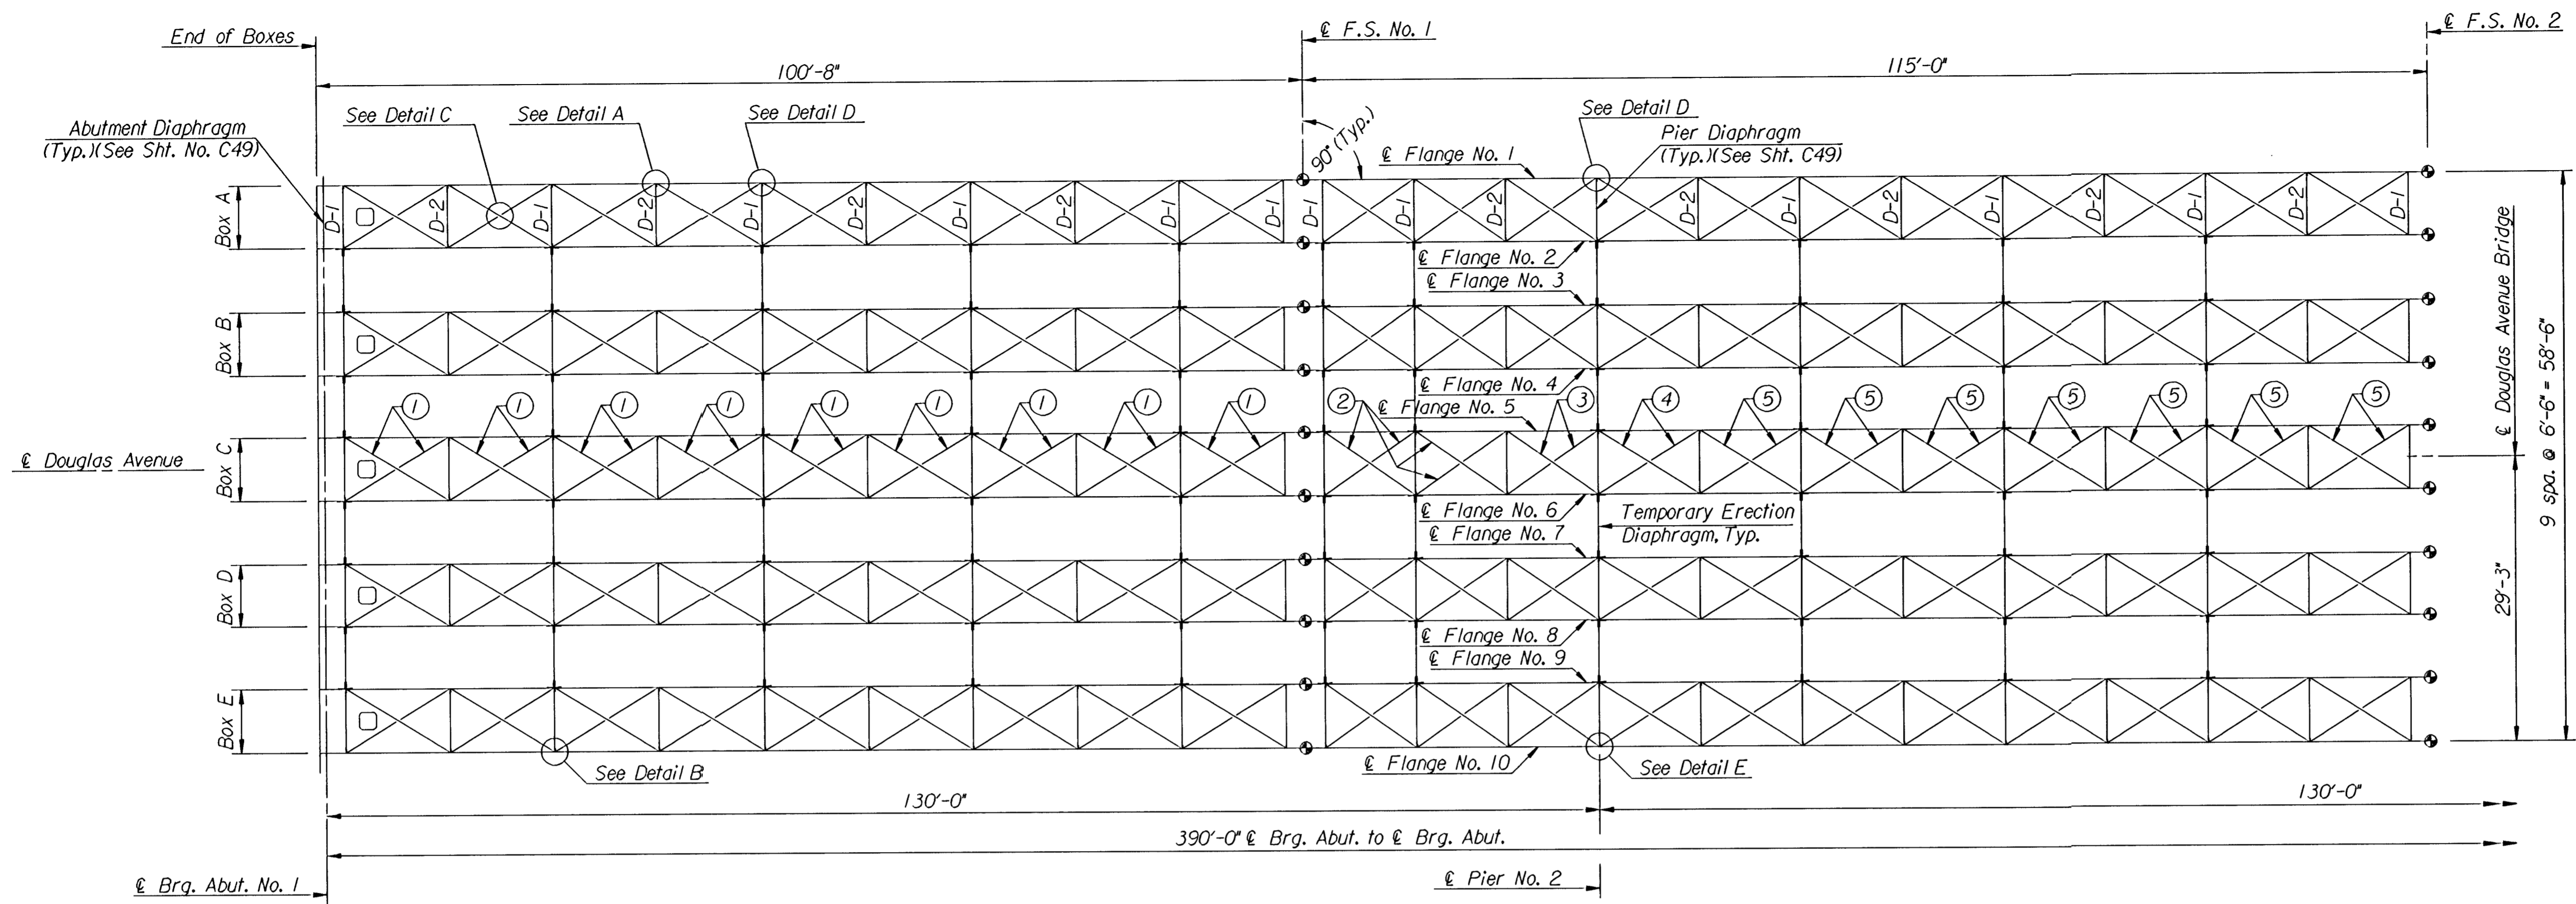 End of Boxes
℄ F.S. No. 1
℄ F.S. No. 2
100'-8"
115'-0"
Abutment Diaphragm
(Typ.)(See Sht. No. C49)
See Detail C
See Detail A
See Detail D
90° (Typ.)
℄ Flange No. 1
See Detail D
Pier Diaphragm
(Typ.)(See Sht. C49)
Box A
D-1
D-2
D-1
D-2
D-1
D-2
D-1
D-2
D-1
D-1
D-1
D-1
D-2
D-2
D-1
D-2
D-1
D-2
D-1
D-2
D-1
℄ Flange No. 2
℄ Flange No. 3
Box B
℄ Flange No. 4
℄ Flange No. 5
1
1
1
1
1
1
1
1
1
2
3
4
5
5
5
5
5
5
5
℄ Douglas Avenue
Box C
℄ Flange No. 6
℄ Flange No. 7
Temporary Erection
Diaphragm, Typ.
℄ Douglas Avenue Bridge
9 spa. @ 6'-6" = 58'-6"
29'-3"
Box D
℄ Flange No. 8
℄ Flange No. 9
Box E
℄ Flange No. 10
See Detail B
See Detail E
130'-0"
130'-0"
390'-0" ℄ Brg. Abut. to ℄ Brg. Abut.
℄ Brg. Abut. No. 1
℄ Pier No. 2